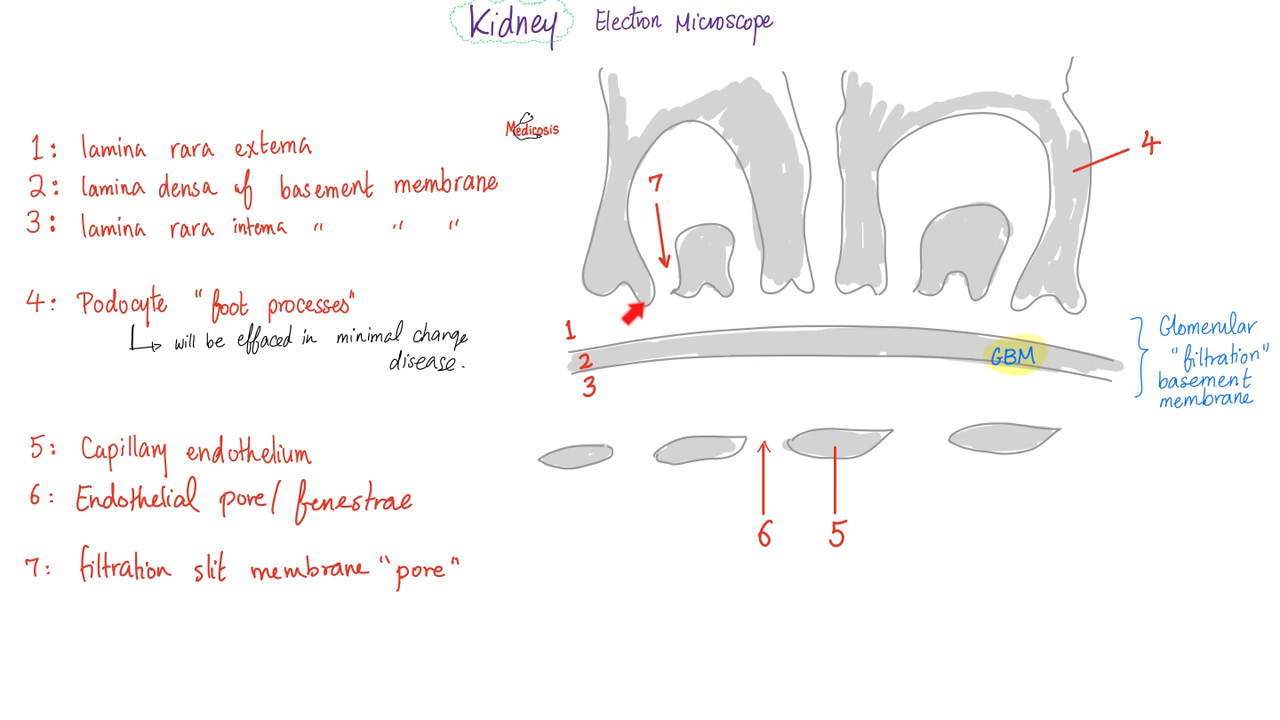 Kidney Electron Microscope
Medicosis
1: lamina rara externa
2: lamina densa of basement membrane
3: lamina rara interna " " "
4: Podocyte "foot processes"
will be effaced in minimal change
disease.
5: Capillary endothelium
6: Endothelial pore/ fenestrae
7: filtration slit membrane "pore"
7
4
1
2
3
GBM
Glomerular
"filtration"
basement
membrane
6
5